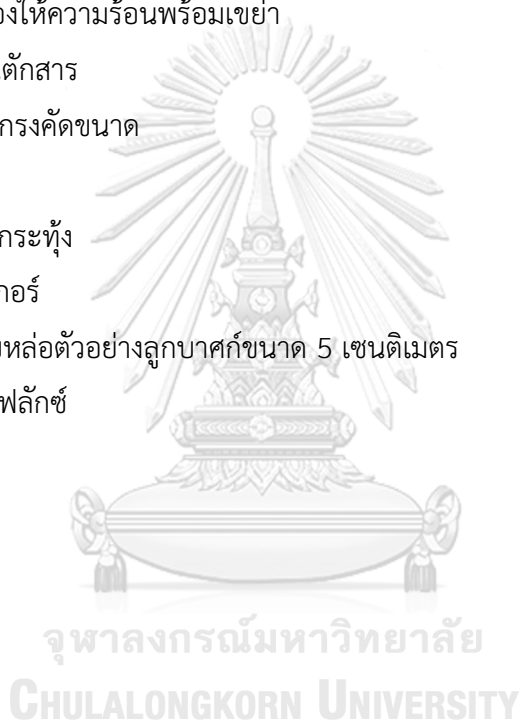 องให้ความร้อนพร้อมเขย่า
ตักสาร
กรงคัดขนาด
กระทุ้ง
กอร์
หล่อตัวอย่างลูกบาศก์ขนาด 5 เซนติเมตร
ฟลักซ์
จุฬาลงกรณ์มหาวิทยาลัย
CHULALONGKORN UNIVERSITY